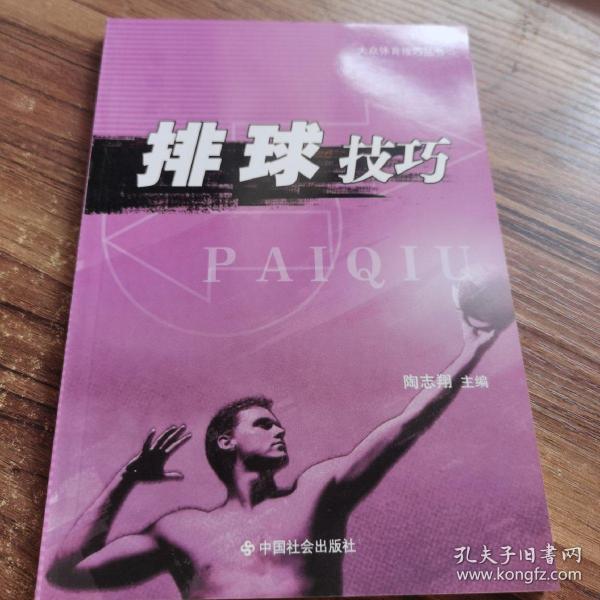 大众体育技巧丛书
排球技巧
PAIQIU
陶志翔 主编
中国社会出版社
孔夫子旧书网
www.kongfz.com